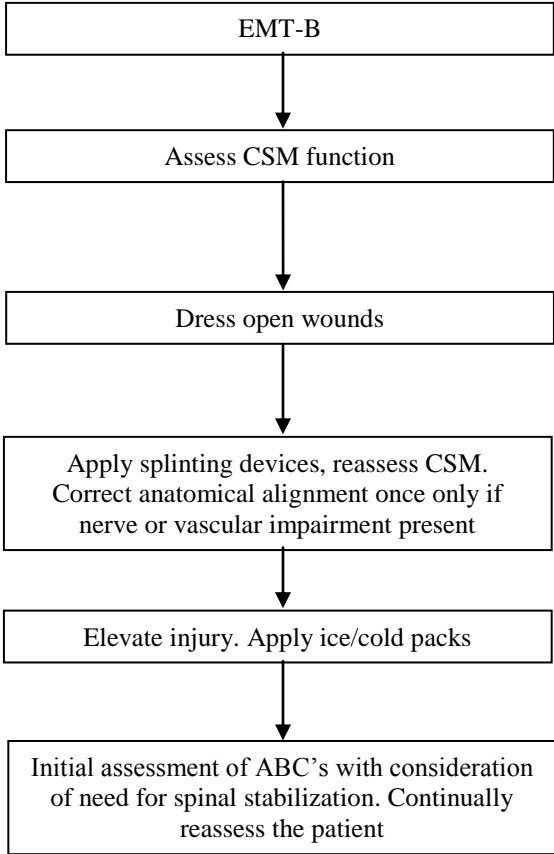 EMT-B
Assess CSM function
Dress open wounds
Apply splinting devices, reassess CSM.
Correct anatomical alignment once only if
nerve or vascular impairment present
Elevate injury. Apply ice/cold packs
Initial assessment of ABC’s with consideration
of need for spinal stabilization. Continually
reassess the patient